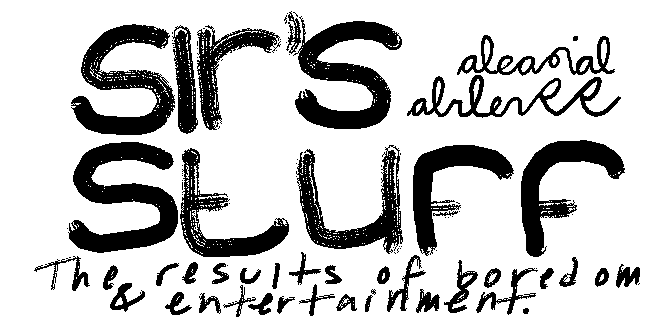 SIr's
Stuff
The results of boredom
& entertainment.